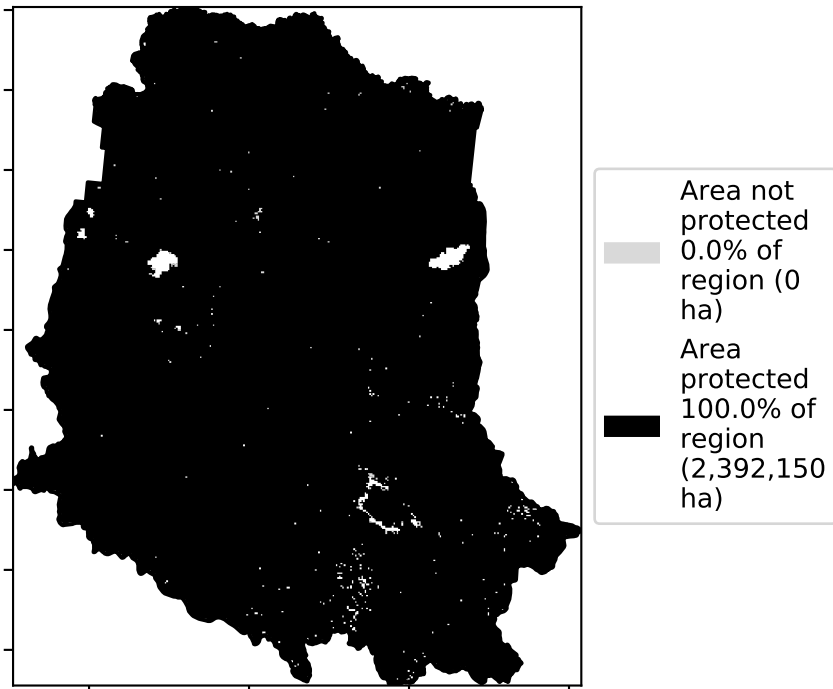 Area not
protected
0.0% of
region (0
ha)
Area
protected
100.0% of
region
(2,392,150
ha)